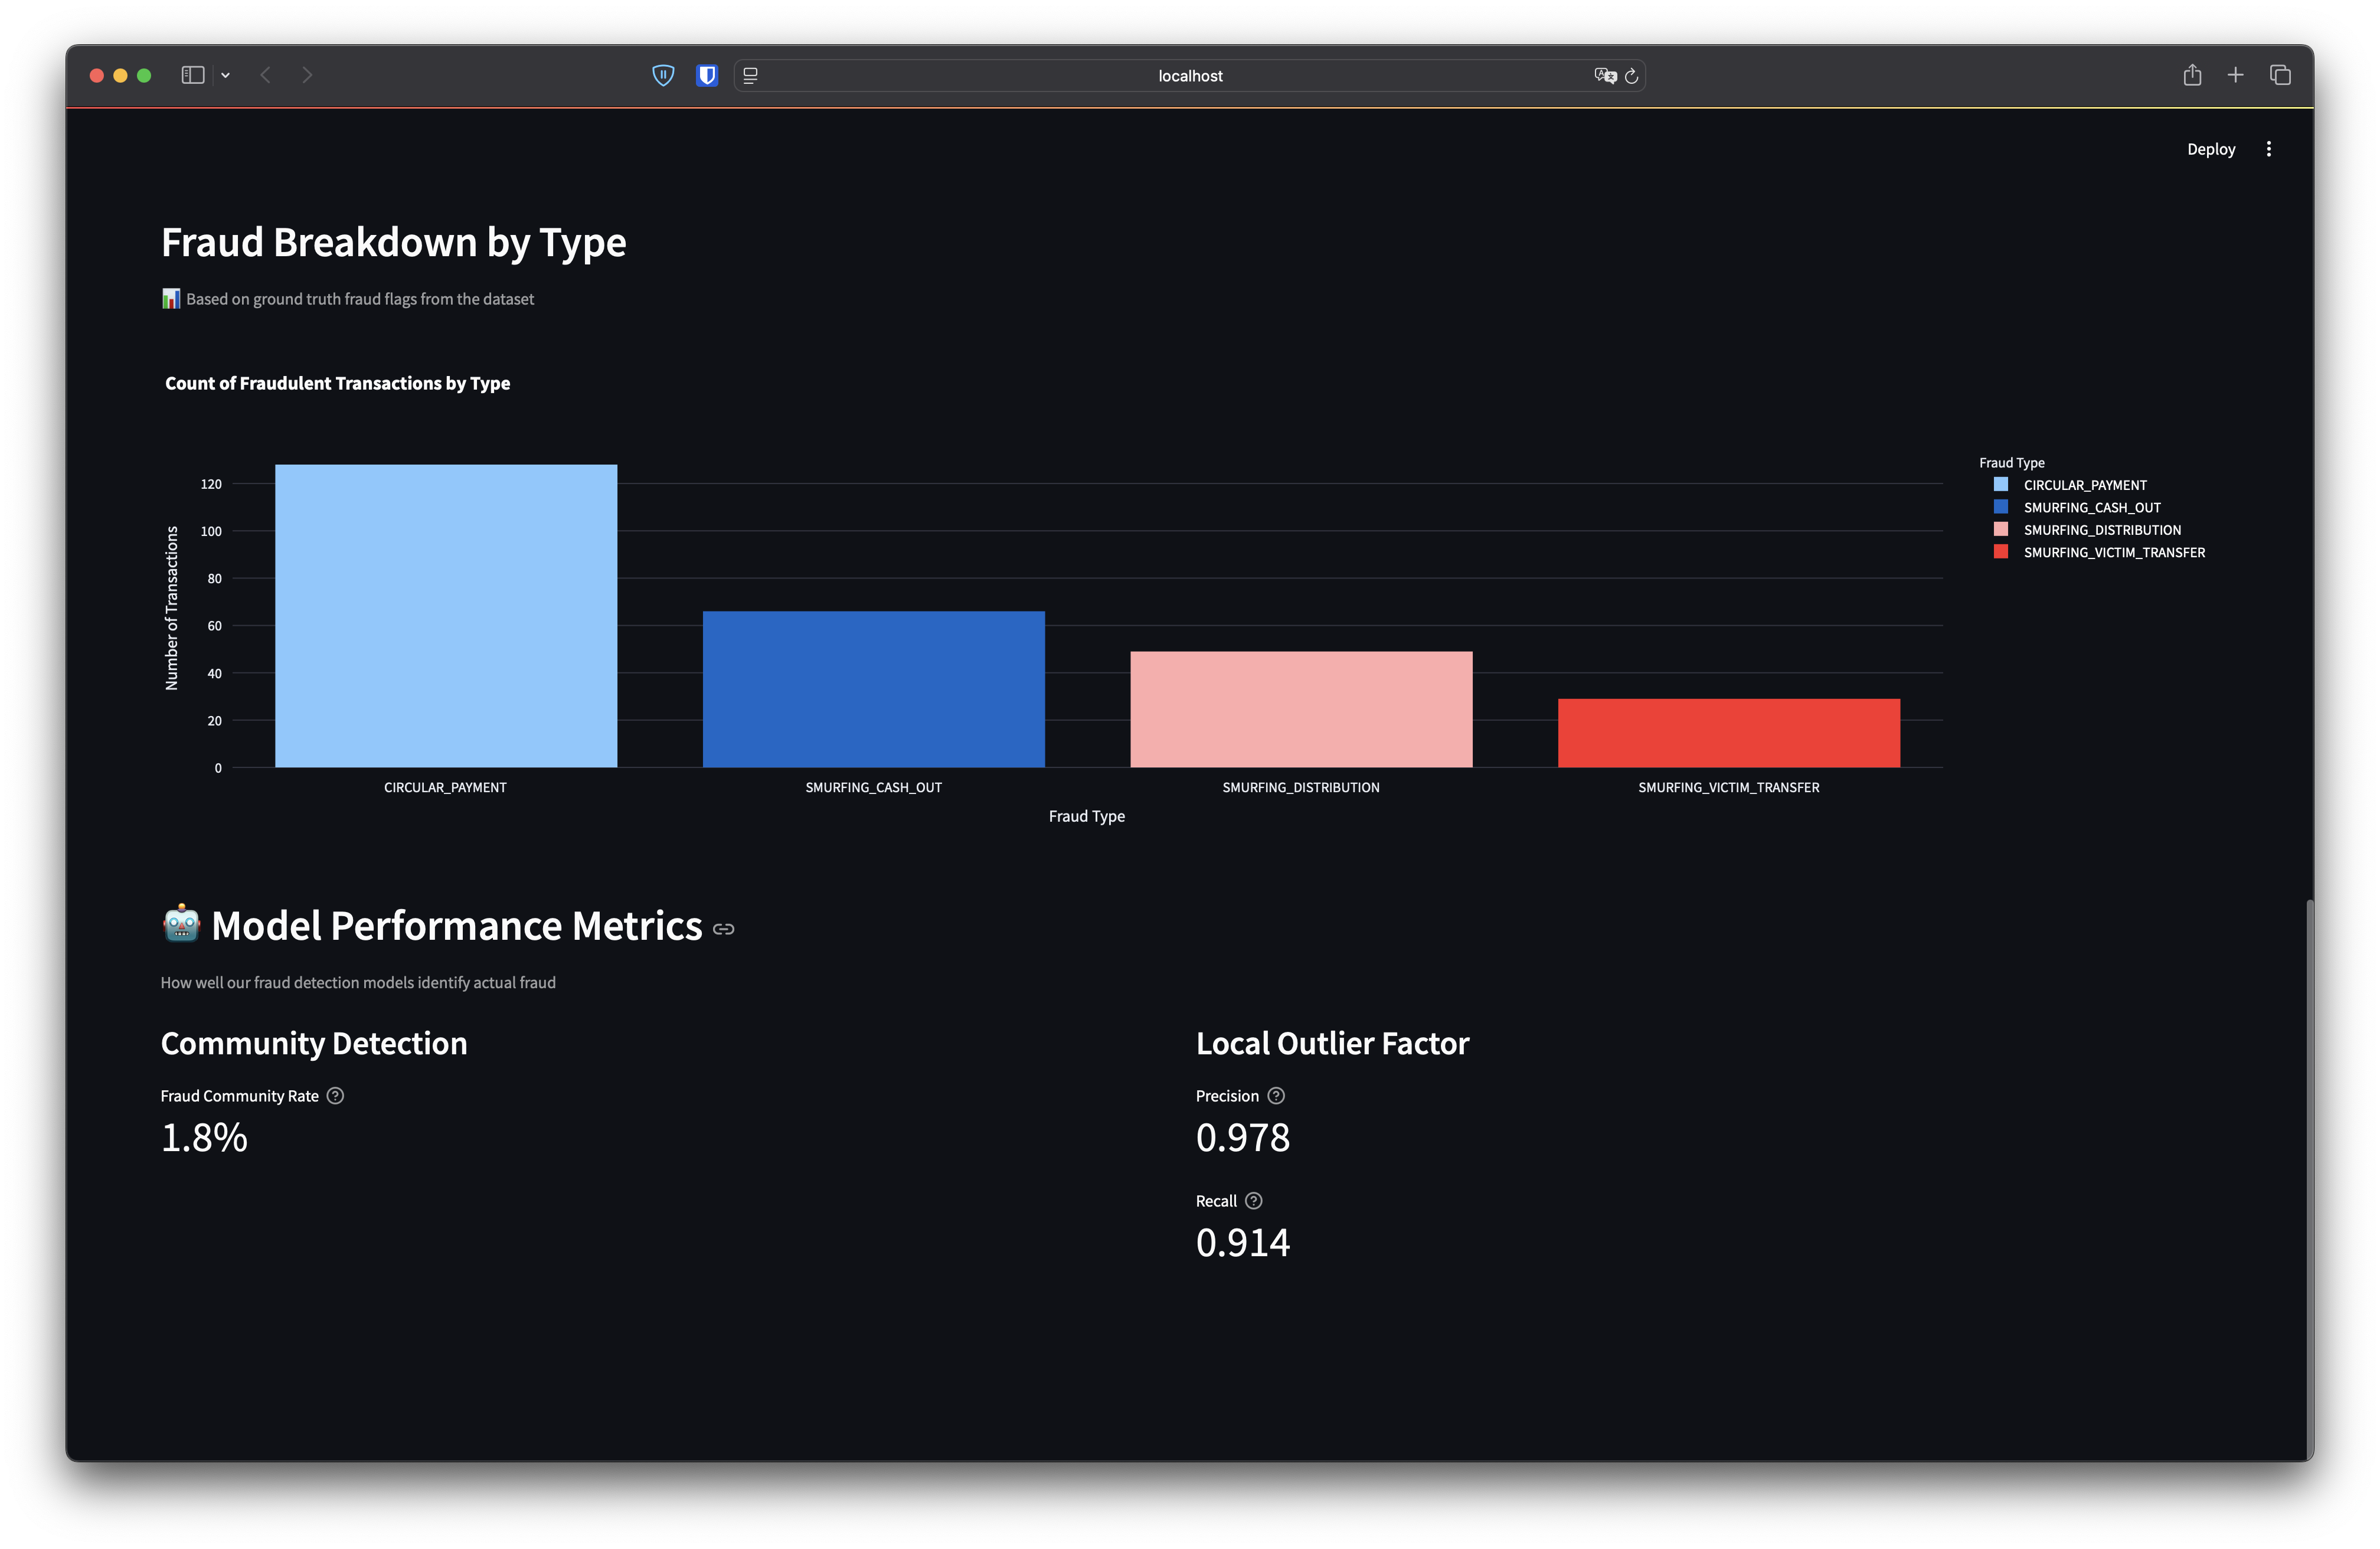 localhost
Deploy
Fraud Breakdown by Type
Based on ground truth fraud flags from the dataset
Count of Fraudulent Transactions by Type
Number of Transactions
120
100
80
60
40
20
0
CIRCULAR_PAYMENT
SMURFING_CASH_OUT
SMURFING_DISTRIBUTION
SMURFING_VICTIM_TRANSFER
Fraud Type
Fraud Type
CIRCULAR_PAYMENT
SMURFING_CASH_OUT
SMURFING_DISTRIBUTION
SMURFING_VICTIM_TRANSFER
Model Performance Metrics
How well our fraud detection models identify actual fraud
Community Detection
Fraud Community Rate
1.8%
Local Outlier Factor
Precision
0.978
Recall
0.914